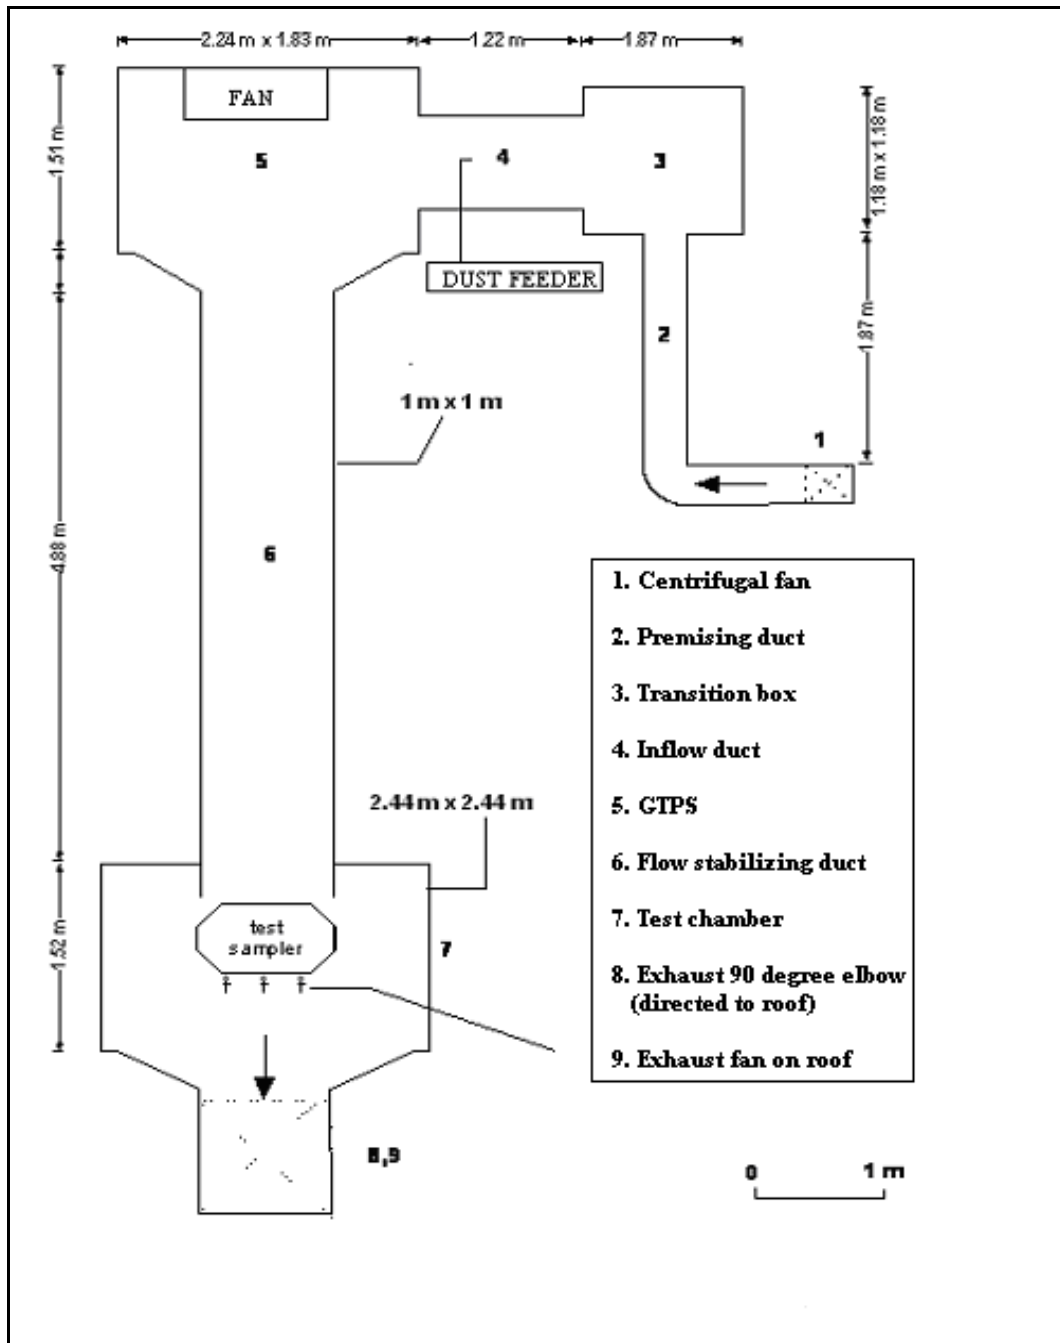 2.24 m x 1.83 m
1.22 m
1.87 m
FAN
1.51 m
5
4
3
1.18 m x 1.18 m
DUST FEEDER
2
1.87 m
1 m x 1 m
1
4.88 m
6
1. Centrifugal fan
2. Premising duct
3. Transition box
4. Inflow duct
5. GTPS
6. Flow stabilizing duct
7. Test chamber
8. Exhaust 90 degree elbow
(directed to roof)
9. Exhaust fan on roof
2.44 m x 2.44 m
1.52 m
test
sampler
7
8,9
0 1 m